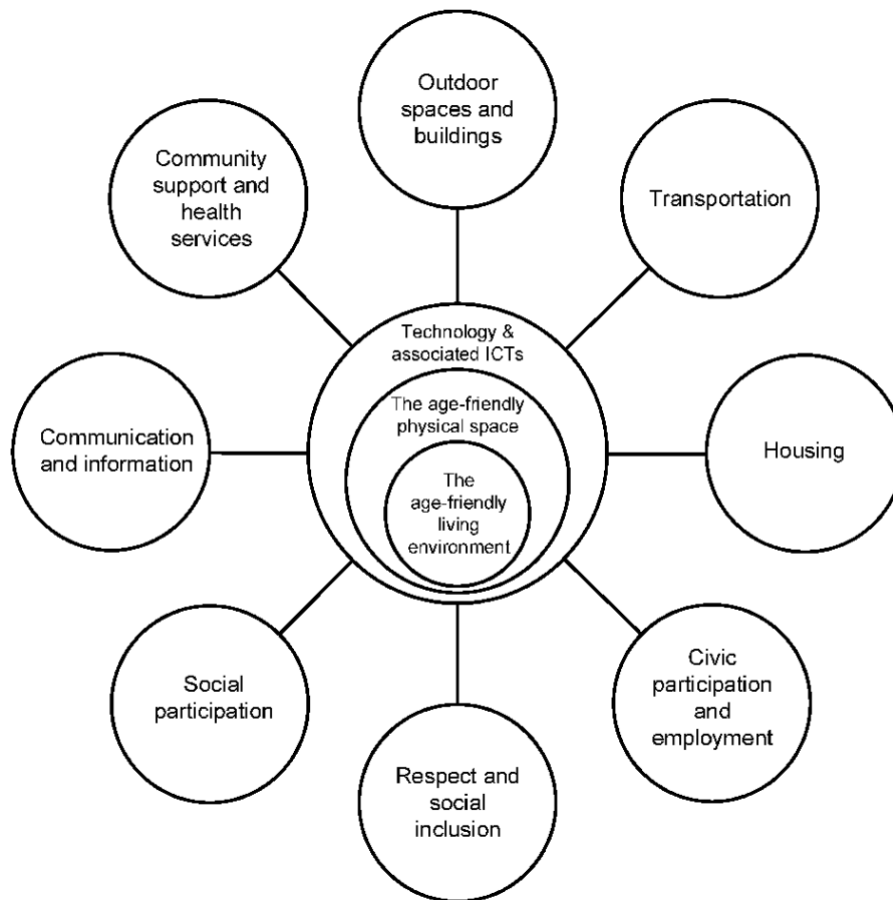 Outdoor
spaces and
buildings
Transportation
Housing
Civic
participation
and
employment
Respect and
social
inclusion
Social
participation
Communication
and information
Community
support and
health
services
Technology &
associated ICTs
The age-friendly
physical space
The
age-friendly
living
environment